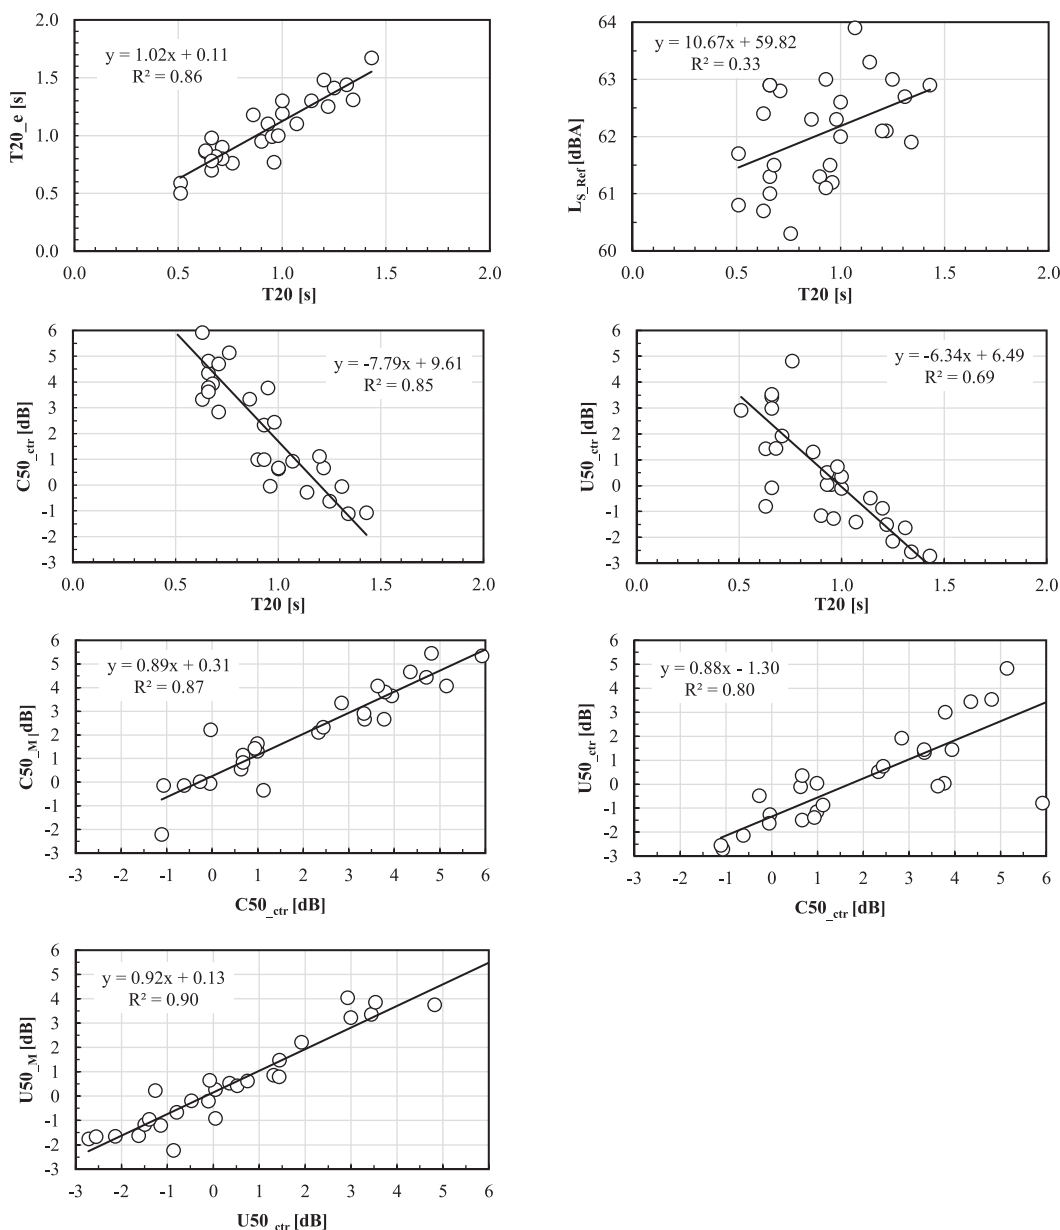 y = 1.02x + 0.11
R² = 0.86
T20_e [s]
2.0
1.5
1.0
0.5
0.0
0.0 0.5 1.0 1.5 2.0
T20 [s]
y = 10.67x + 59.82
R² = 0.33
L_S_Ref [dBA]
64
63
62
61
60
0.0 0.5 1.0 1.5 2.0
T20 [s]
y = -7.79x + 9.61
R² = 0.85
C50_ctr [dB]
6
5
4
3
2
1
0
-1
-2
-3
0.0 0.5 1.0 1.5 2.0
T20 [s]
y = -6.34x + 6.49
R² = 0.69
U50_ctr [dB]
6
5
4
3
2
1
0
-1
-2
-3
0.0 0.5 1.0 1.5 2.0
T20 [s]
y = 0.89x + 0.31
R² = 0.87
C50_M [dB]
6
5
4
3
2
1
0
-1
-2
-3
-3 -2 -1 0 1 2 3 4 5 6
C50_ctr [dB]
y = 0.88x - 1.30
R² = 0.80
U50_ctr [dB]
6
5
4
3
2
1
0
-1
-2
-3
-3 -2 -1 0 1 2 3 4 5 6
C50_ctr [dB]
y = 0.92x + 0.13
R² = 0.90
U50_M [dB]
6
5
4
3
2
1
0
-1
-2
-3
-3 -2 -1 0 1 2 3 4 5 6
U50_ctr [dB]